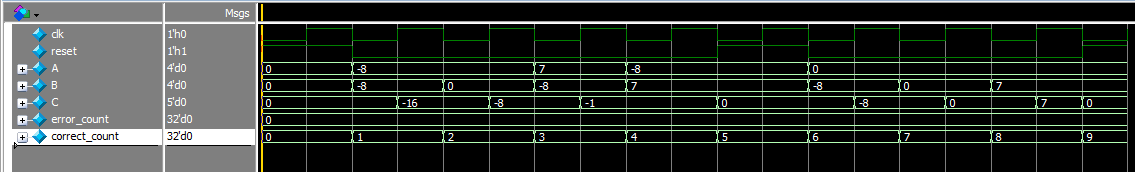 Msgs
clk 1'h0
reset 1'h1
A 4'd0 0 -8 7 -8 0
B 4'd0 0 -8 0 -8 7 -8 0 7
C 5'd0 0 -16 -8 -1 0 -8 0 7 0
error_count 32'd0 0
correct_count 32'd0 0 1 2 3 4 5 6 7 8 9